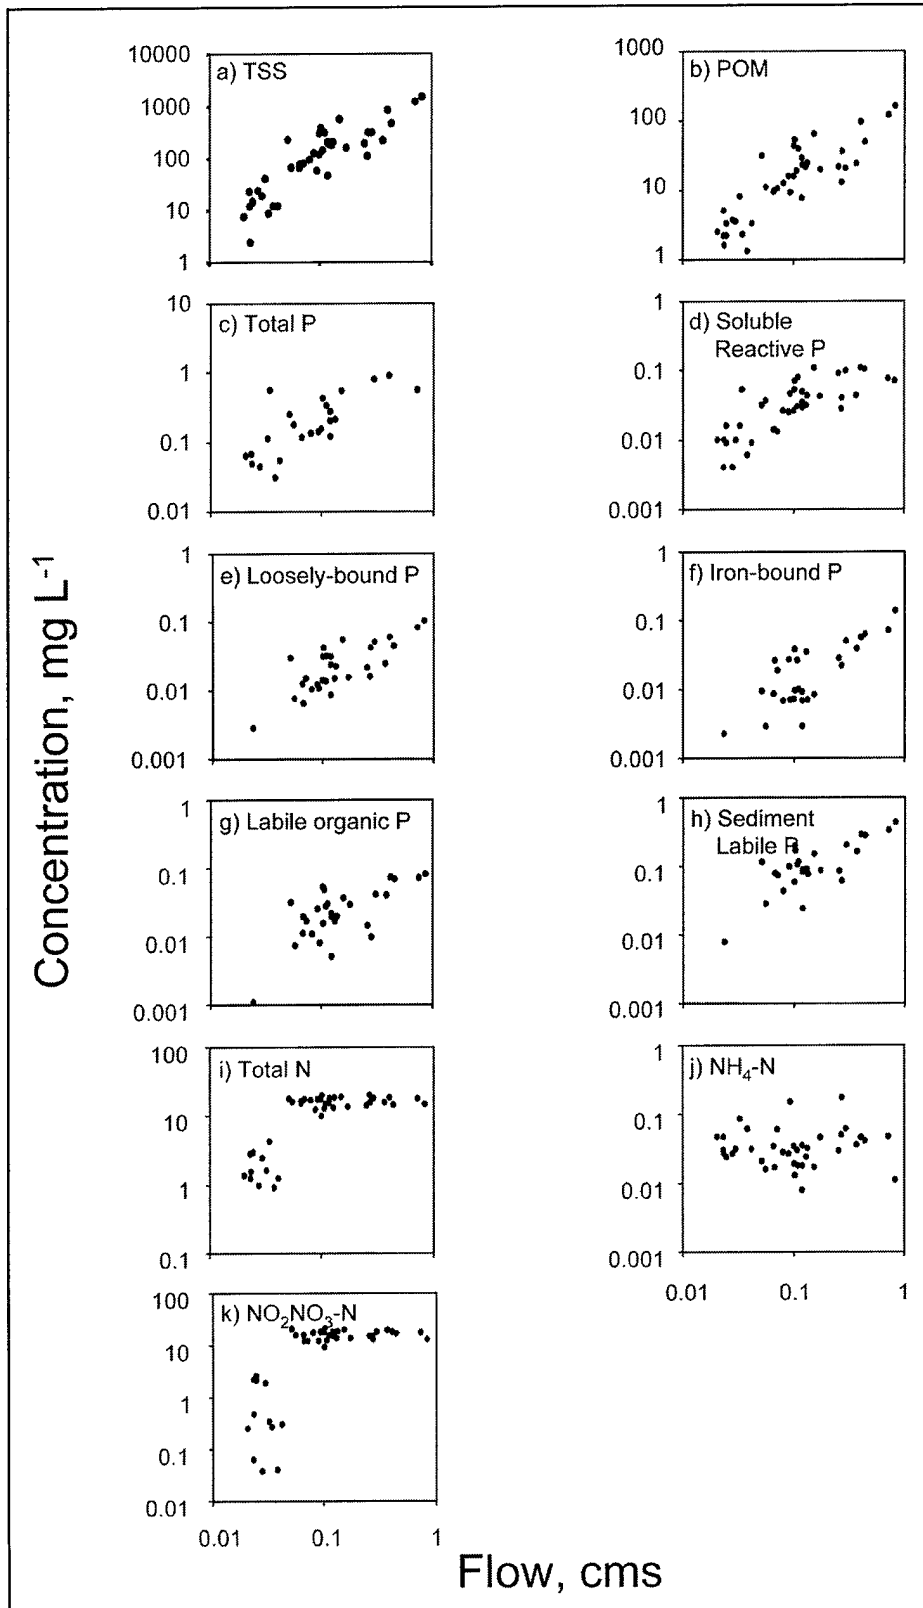 Concentration, mg L-1
a) TSS
10000
1000
100
10
1
b) POM
1000
100
10
1
c) Total P
10
1
0.1
0.01
d) Soluble
Reactive P
1
0.1
0.01
0.001
e) Loosely-bound P
1
0.1
0.01
0.001
f) Iron-bound P
1
0.1
0.01
0.001
g) Labile organic P
1
0.1
0.01
0.001
h) Sediment
Labile P
1
0.1
0.01
0.001
i) Total N
100
10
1
0.1
j) NH4-N
1
0.1
0.01
0.001
0.01 0.1 1
k) NO2NO3-N
100
10
1
0.1
0.01
0.01 0.1 1
Flow, cms